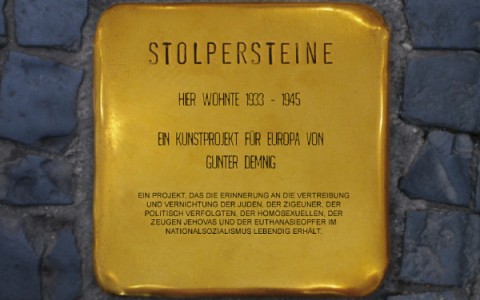 STOLPERSTEINE
HIER WOHNTE 1933 - 1945
EIN KUNSTPROJEKT FÜR EUROPA VON
GUNTER DEMNIG
EIN PROJEKT, DAS DIE ERINNERUNG AN DIE VERTREIBUNG
UND VERNICHTUNG DER JUDEN, DER ZIGEUNER, DER
POLITISCH VERFOLGTEN, DER HOMOSEXUELLEN, DER
ZEUGEN JEHOVAS UND DER EUTHANASIEOPFER IM
NATIONALSOZIALISMUS LEBENDIG ERHÄLT.